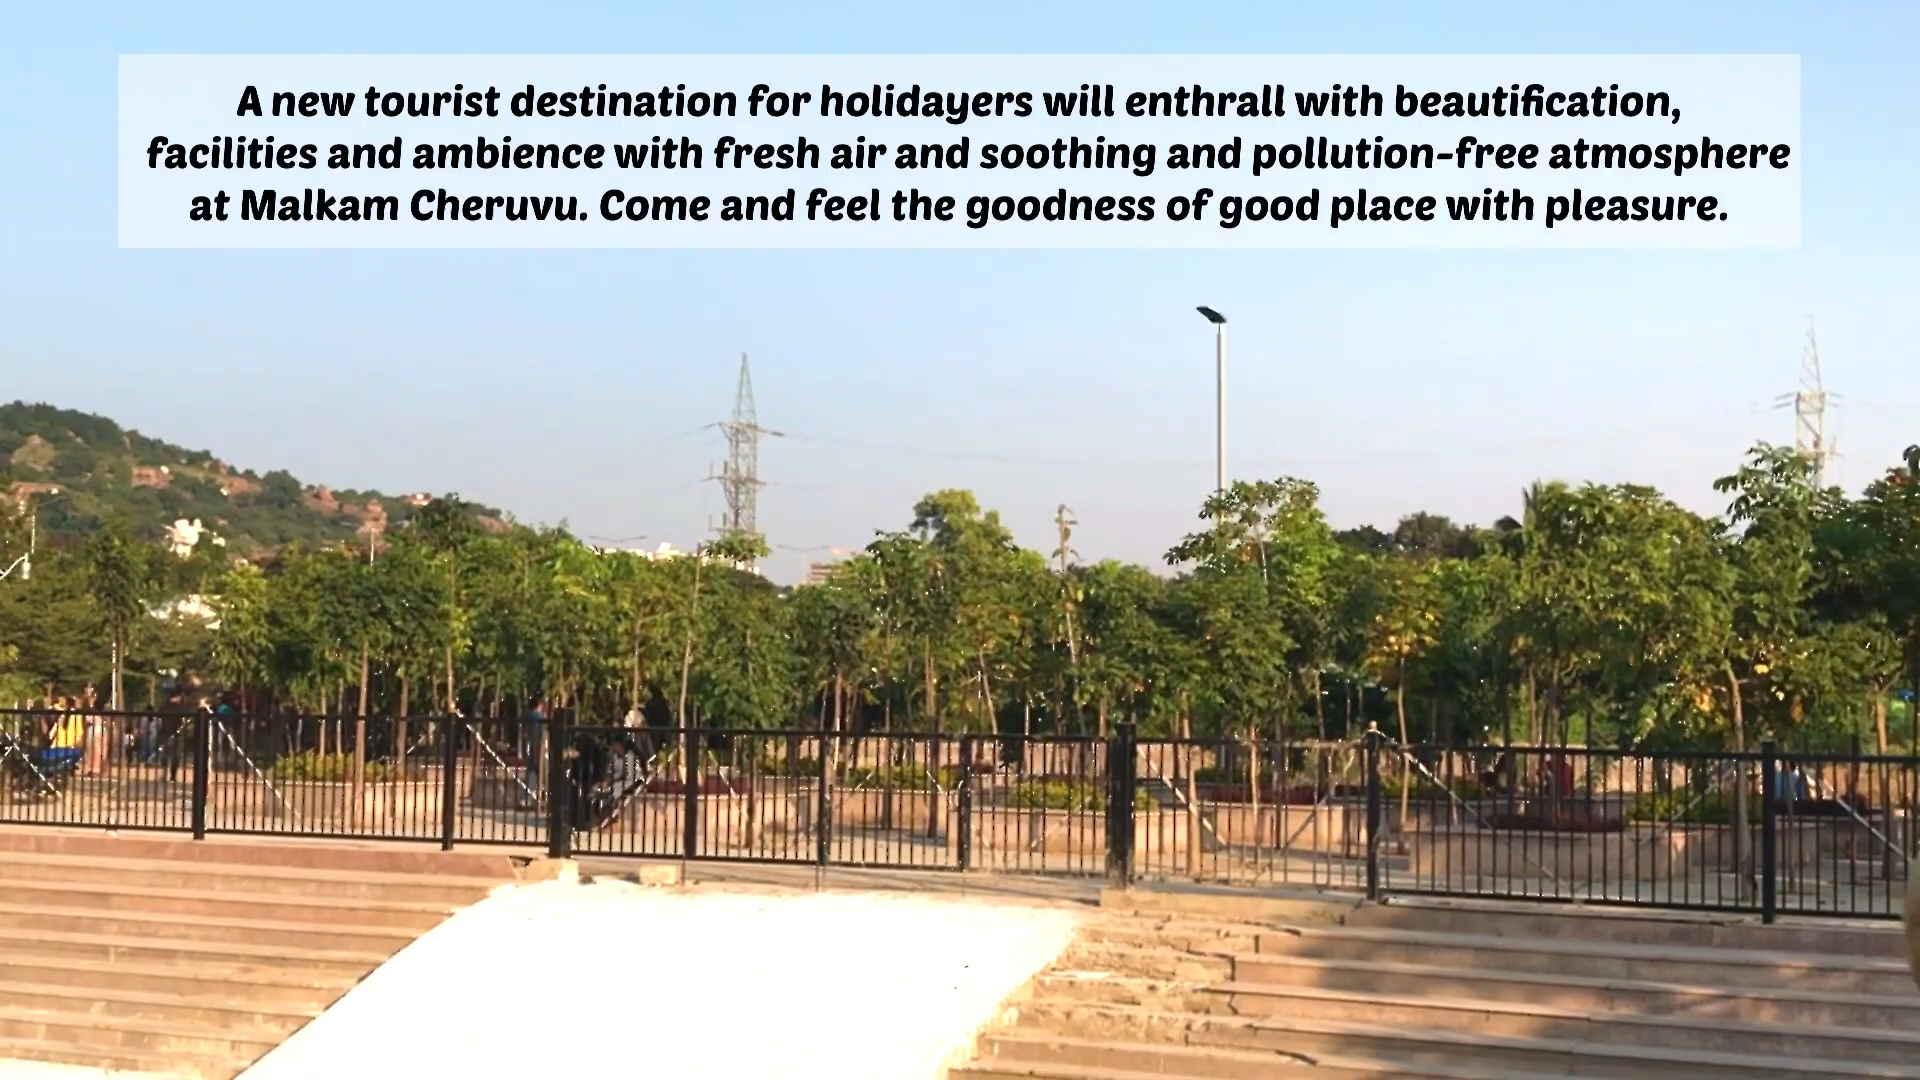 A new tourist destination for holidayers will enthrall with beautification,
facilities and ambience with fresh air and soothing and pollution-free atmosphere
at Malkam Cheruvu. Come and feel the goodness of good place with pleasure.